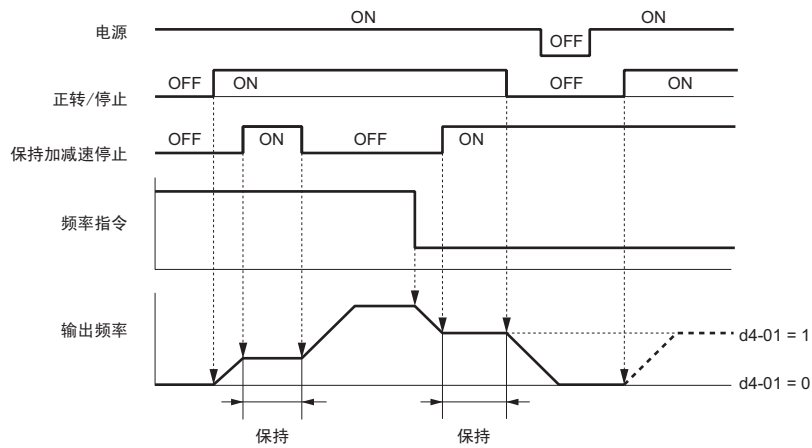 电源
ON
OFF
ON
正转/停止
OFF
ON
OFF
ON
保持加减速停止
OFF
ON
OFF
ON
频率指令
输出频率
d4-01 = 1
d4-01 = 0
保持
保持